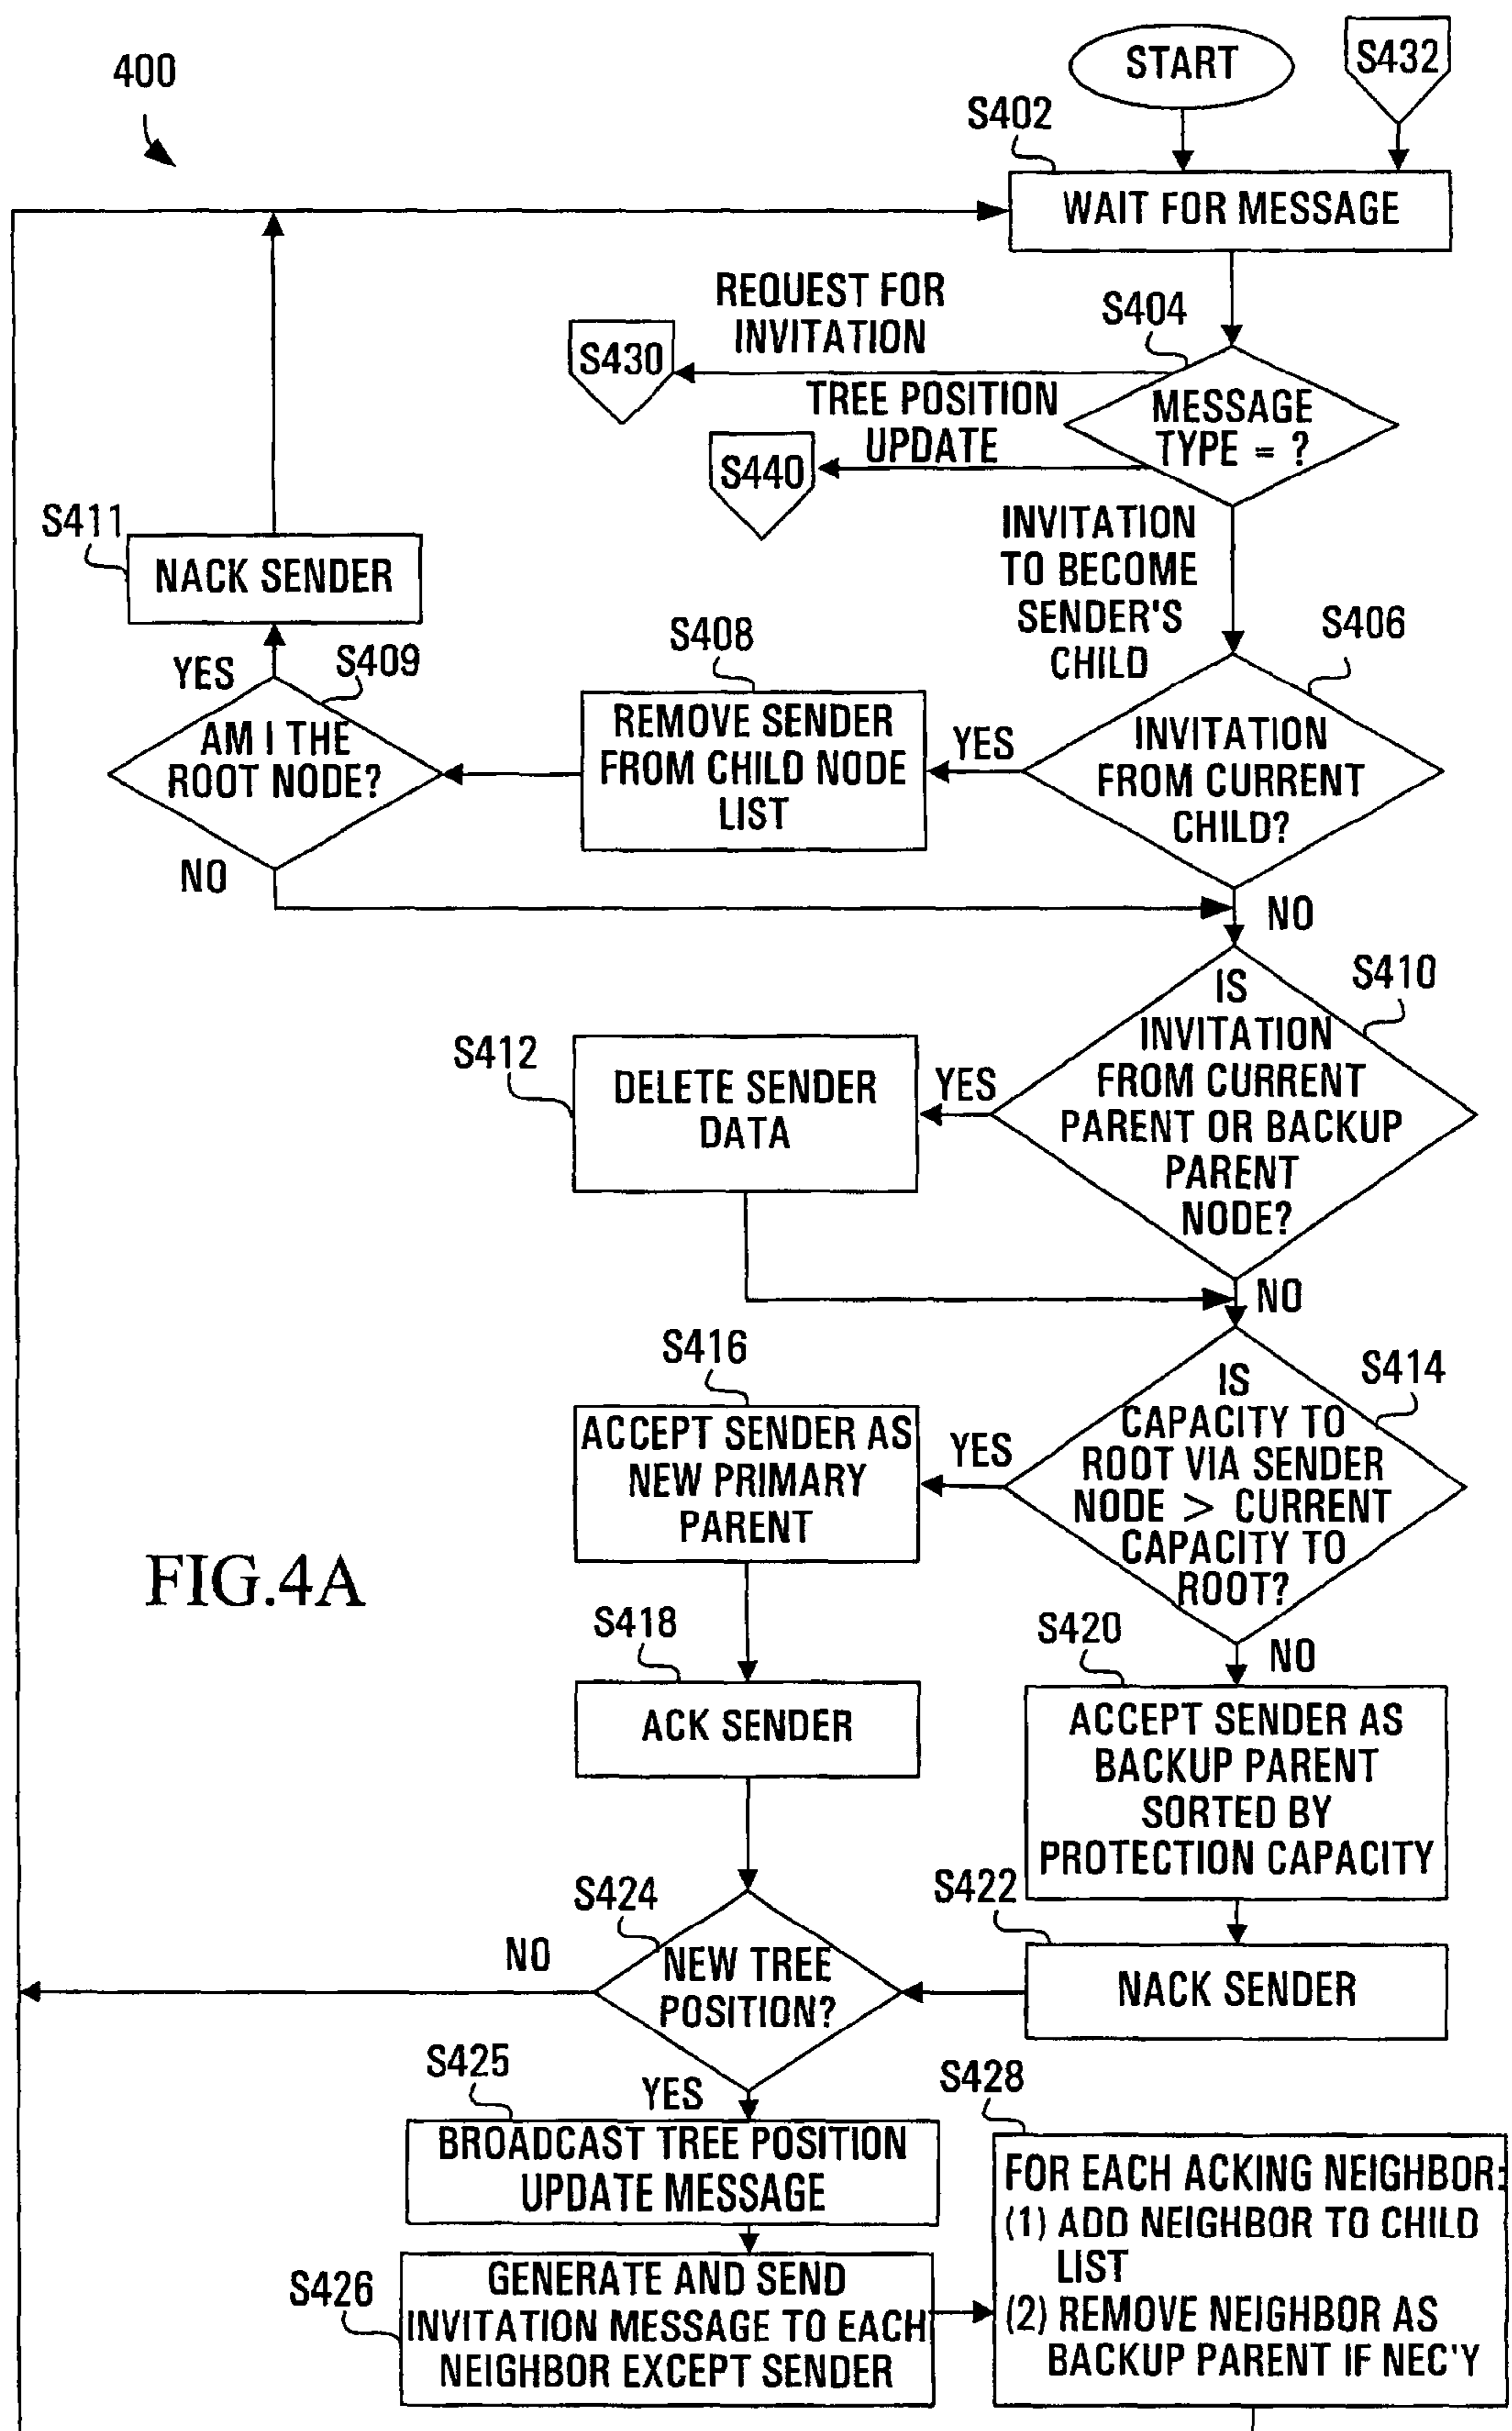 400
START
S432
S402
WAIT FOR MESSAGE
REQUEST FOR
INVITATION
S404
S430
MESSAGE
TYPE = ?
TREE POSITION
UPDATE
S440
INVITATION
TO BECOME
SENDER'S
CHILD
S411
NACK SENDER
YES
S409
AM I THE
ROOT NODE?
NO
S408
REMOVE SENDER
FROM CHILD NODE
LIST
YES
S406
INVITATION
FROM CURRENT
CHILD?
NO
S410
IS
INVITATION
FROM CURRENT
PARENT OR BACKUP
PARENT
NODE?
YES
S412
DELETE SENDER
DATA
NO
S416
ACCEPT SENDER AS
NEW PRIMARY
PARENT
YES
S414
IS
CAPACITY TO
ROOT VIA SENDER
NODE > CURRENT
CAPACITY TO
ROOT?
FIG.4A
S418
ACK SENDER
NO
S420
ACCEPT SENDER AS
BACKUP PARENT
SORTED BY
PROTECTION CAPACITY
S422
NACK SENDER
S424
NEW TREE
POSITION?
NO
YES
S425
BROADCAST TREE POSITION
UPDATE MESSAGE
S426
GENERATE AND SEND
INVITATION MESSAGE TO EACH
NEIGHBOR EXCEPT SENDER
S428
FOR EACH ACKING NEIGHBOR:
(1) ADD NEIGHBOR TO CHILD
LIST
(2) REMOVE NEIGHBOR AS
BACKUP PARENT IF NEC'Y